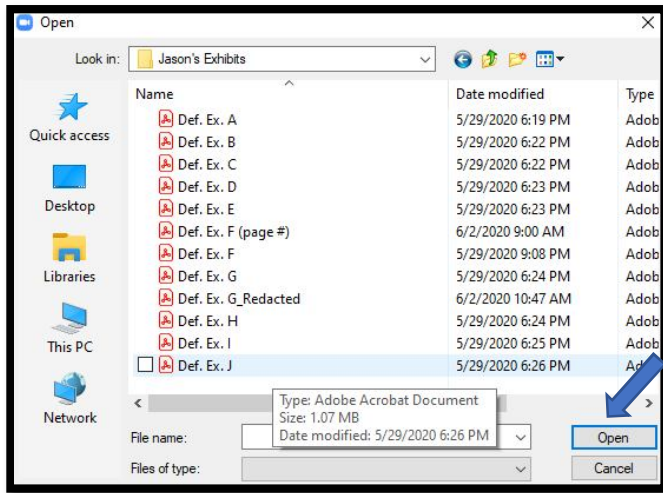 Open
Look in: Jason's Exhibits
Name Date modified Type
Quick access
Desktop
Libraries
This PC
Network
Def. Ex. A 5/29/2020 6:19 PM Adob
Def. Ex. B 5/29/2020 6:22 PM Adob
Def. Ex. C 5/29/2020 6:22 PM Adob
Def. Ex. D 5/29/2020 6:23 PM Adob
Def. Ex. E 5/29/2020 6:23 PM Adob
Def. Ex. F (page #) 6/2/2020 9:00 AM Adob
Def. Ex. F 5/29/2020 9:08 PM Adob
Def. Ex. G 5/29/2020 6:24 PM Adob
Def. Ex. G_Redacted 6/2/2020 10:47 AM Adob
Def. Ex. H 5/29/2020 6:24 PM Adob
Def. Ex. I 5/29/2020 6:25 PM Adob
Def. Ex. J 5/29/2020 6:26 PM
Type: Adobe Acrobat Document
Size: 1.07 MB
Date modified: 5/29/2020 6:26 PM
File name: Open
Files of type: Cancel